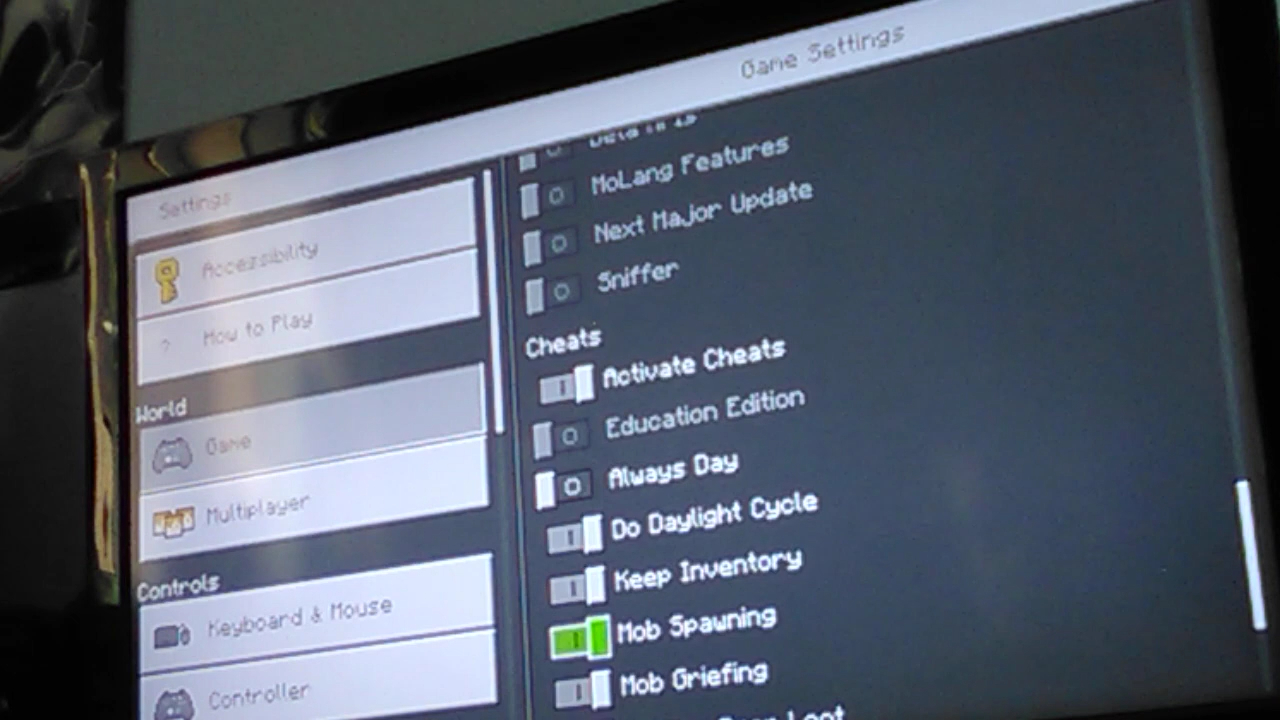 Game Settings
Settings
Accessibility
How to Play
World
Game
Multiplayer
Controls
Keyboard & Mouse
Controller
MoLang Features
Next Major Update
Sniffer
Cheats
Activate Cheats
Education Edition
Always Day
Do Daylight Cycle
Keep Inventory
Mob Spawning
Mob Griefing
Loot